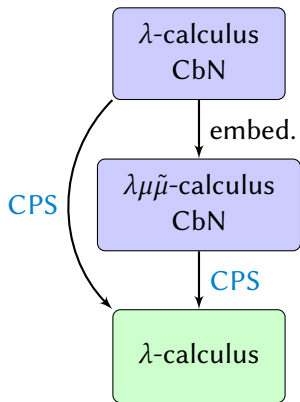 λ-calculus
CbN
embed.
λμμ̃-calculus
CbN
CPS
CPS
λ-calculus